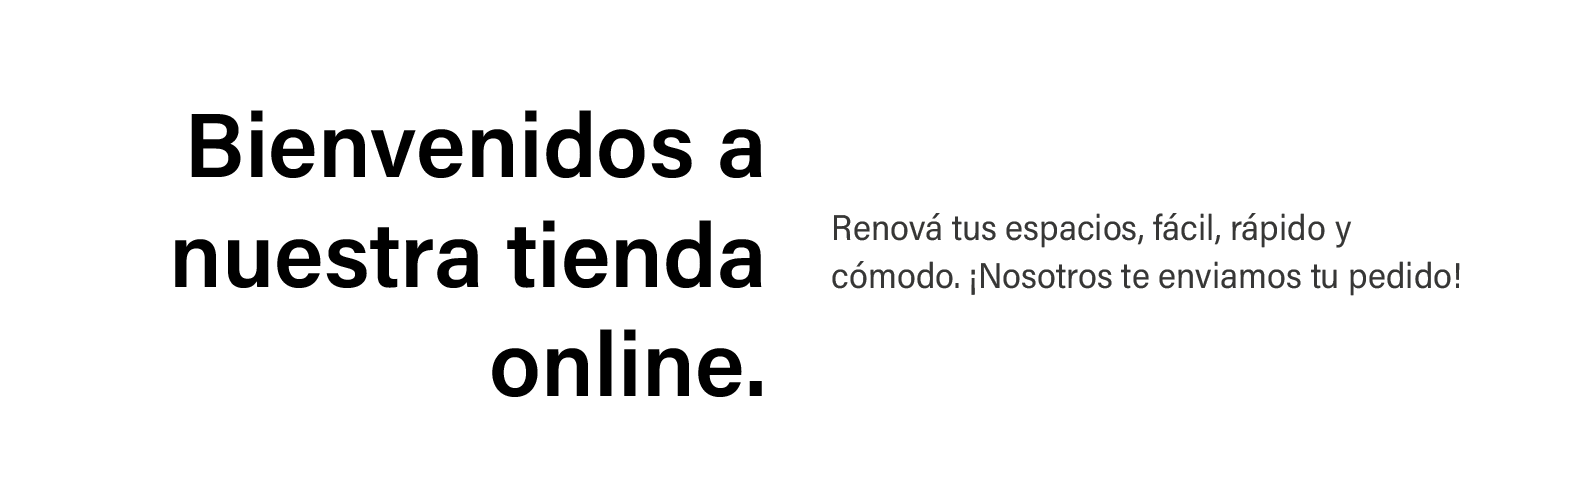 Bienvenidos a
nuestra tienda
online.
Renová tus espacios, fácil, rápido y
cómodo. ¡Nosotros te enviamos tu pedido!